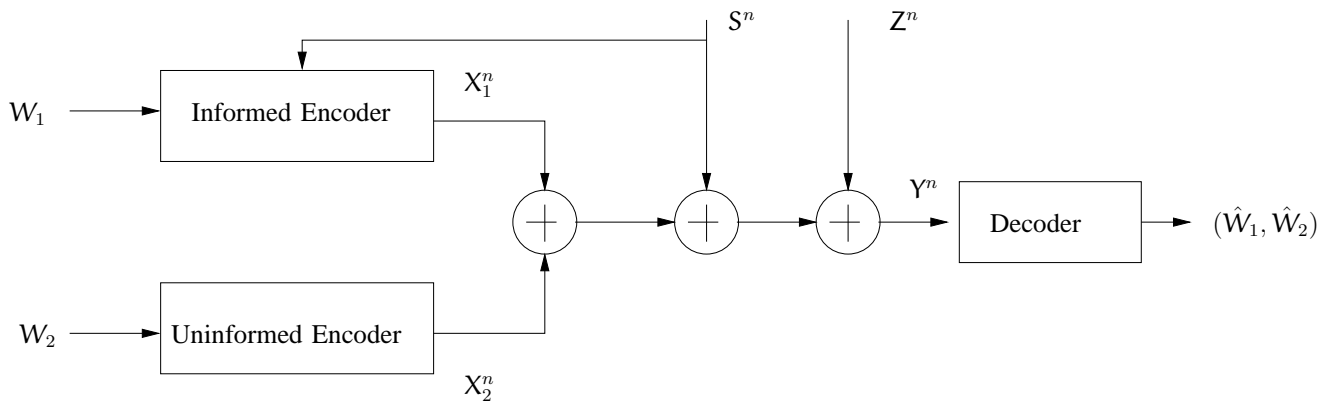 S^n
Z^n
X_1^n
W_1
Informed Encoder
Y^n
Decoder
(Ŵ_1, Ŵ_2)
W_2
Uninformed Encoder
X_2^n